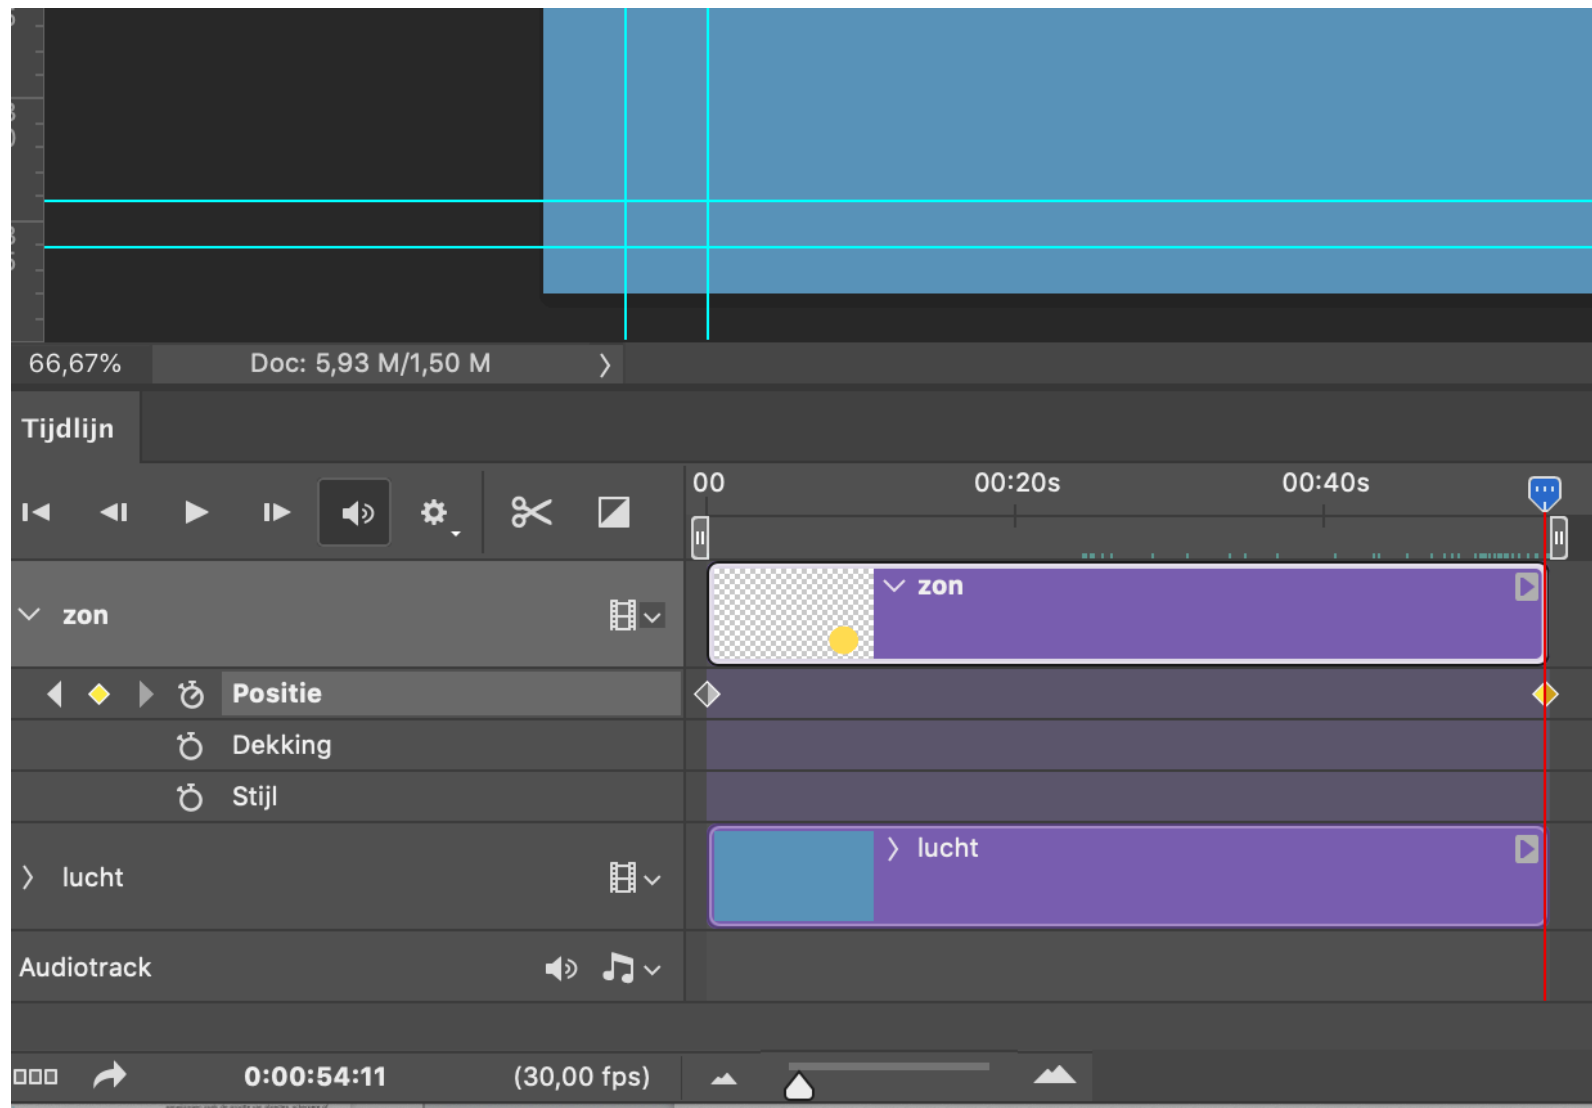 66,67% Doc: 5,93 M/1,50 M
Tijdlijn
00 00:20s 00:40s
zon zon
Positie
Dekking
Stijl
lucht lucht
Audiotrack
0:00:54:11 (30,00 fps)